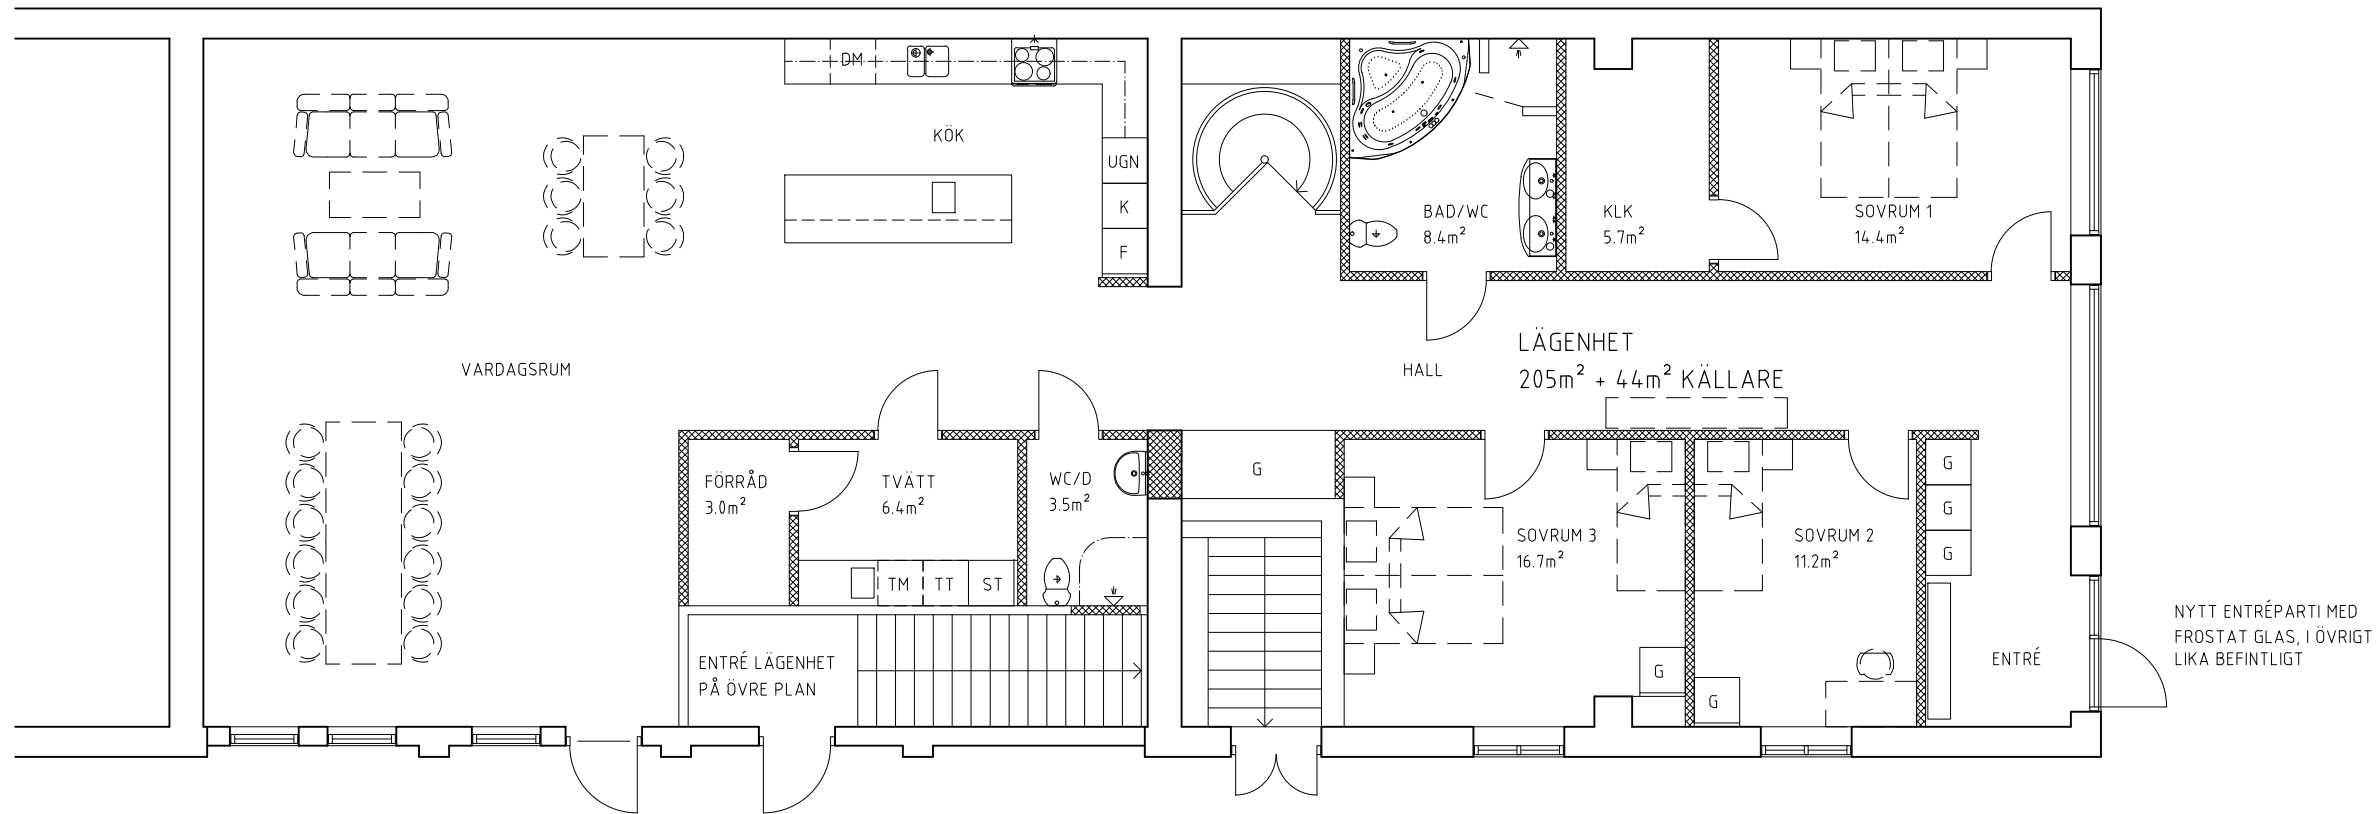 DM
KÖK
UGN
K
F
BAD/WC
8.4m²
KLK
5.7m²
SOVRUM 1
14.4m²
VARDAGSRUM
HALL
LÄGENHET
205m² + 44m² KÄLLARE
FÖRRÅD
3.0m²
TVÄTT
6.4m²
WC/D
3.5m²
TM
TT
ST
G
SOVRUM 3
16.7m²
G
SOVRUM 2
11.2m²
G
G
G
G
ENTRÉ
ENTRÉ LÄGENHET
PÅ ÖVRE PLAN
NYTT ENTRÉPARTI MED
FROSTAT GLAS, I ÖVRIGT
LIKA BEFINTLIGT